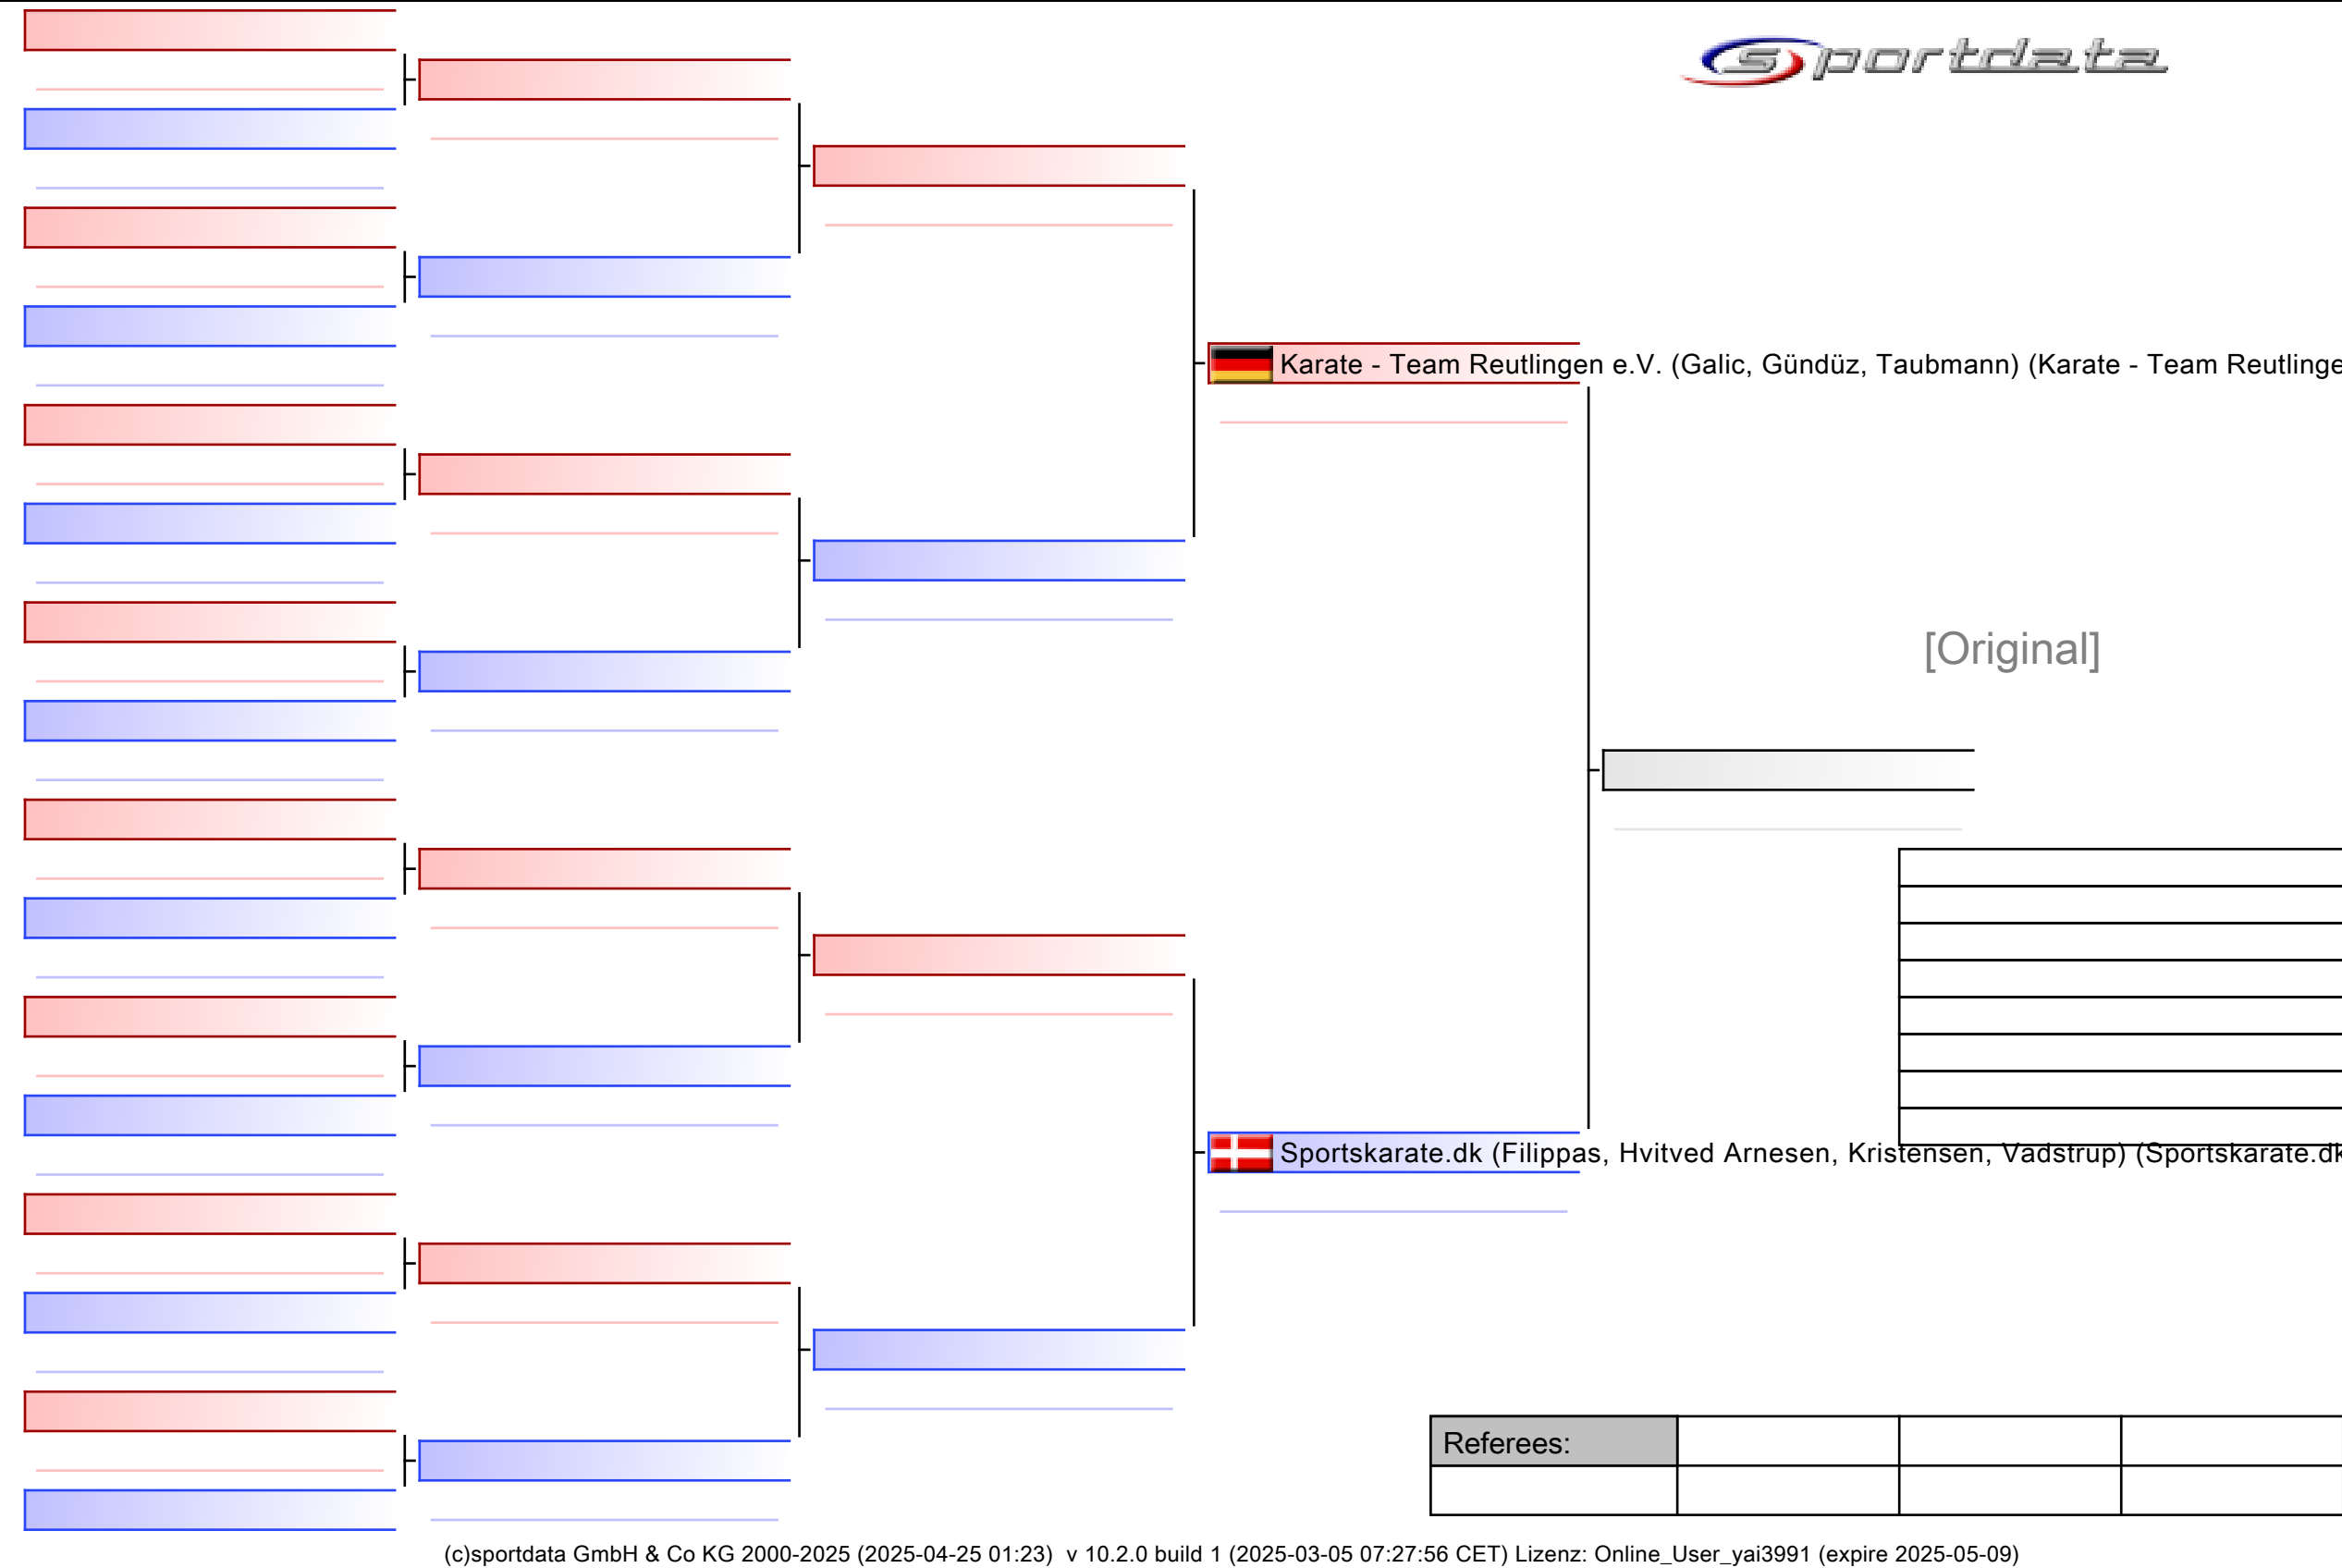 sportdata
Karate - Team Reutlingen e.V. (Galic, Gündüz, Taubmann) (Karate - Team Reutlinge
[Original]
Sportskarate.dk (Filippas, Hvitved Arnesen, Kristensen, Vadstrup) (Sportskarate.dk
Referees:
(c)sportdata GmbH & Co KG 2000-2025 (2025-04-25 01:23) v 10.2.0 build 1 (2025-03-05 07:27:56 CET) Lizenz: Online_User_yai3991 (expire 2025-05-09)